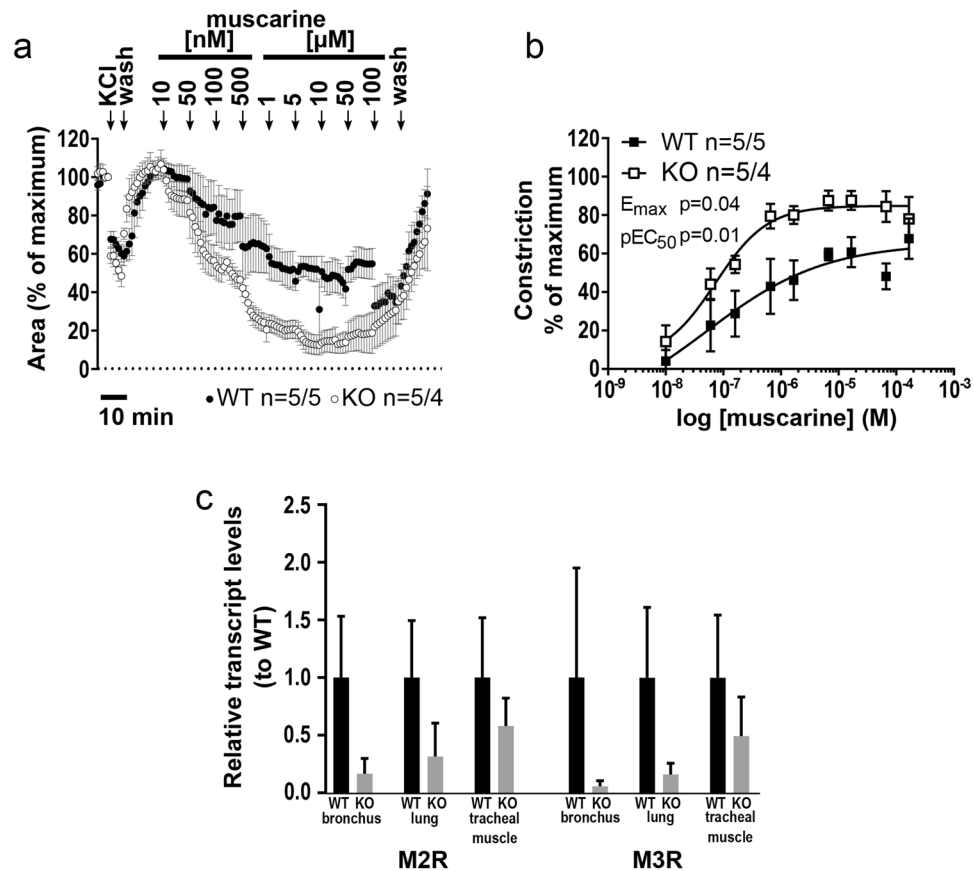 a
muscarine
[nM] [µM]
KCl wash 10 50 100 500 1 5 10 50 100 wash
120
100
80
60
40
20
0
Area (% of maximum)
10 min
WT n=5/5 KO n=5/4
b
WT n=5/5
KO n=5/4
Emax p=0.04
pEC50 p=0.01
120
100
80
60
40
20
0
Constriction
% of maximum
10-9 10-8 10-7 10-6 10-5 10-4 10-3
log [muscarine] (M)
c
2.5
2.0
1.5
1.0
0.5
0.0
Relative transcript levels
(to WT)
WT KO WT KO WT KO WT KO WT KO WT KO
bronchus lung tracheal bronchus lung tracheal
muscle muscle
M2R M3R